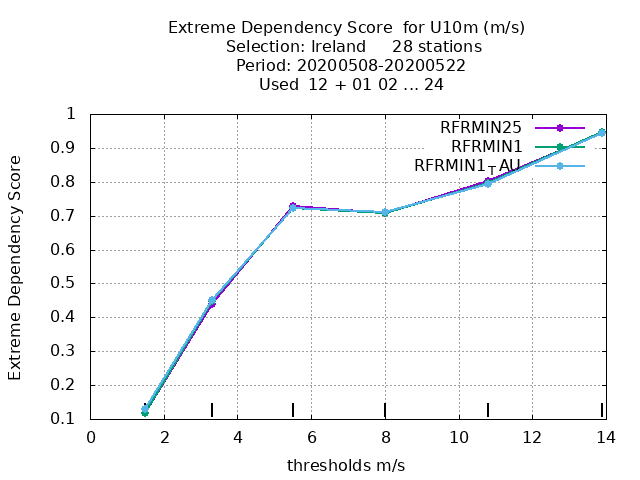 Extreme Dependency Score  for U10m (m/s)
Selection: Ireland     28 stations
Period: 20200508-20200522
Used  12 + 01 02 ... 24
RFRMIN25
RFRMIN1
RFRMIN1TAU
Extreme Dependency Score
1
0.9
0.8
0.7
0.6
0.5
0.4
0.3
0.2
0.1
0 2 4 6 8 10 12 14
thresholds m/s